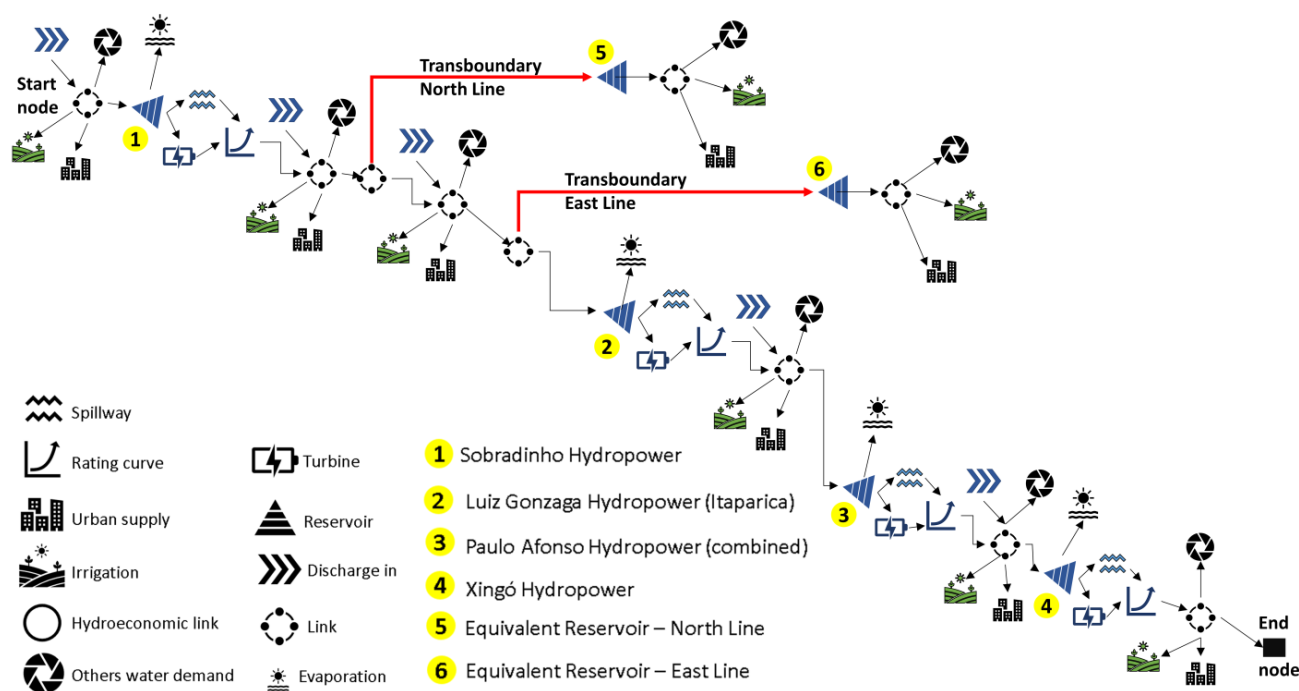 Start
node
1
Transboundary
North Line
5
Transboundary
East Line
6
2
3
4
End
node
Spillway
Rating curve
Urban supply
Irrigation
Hydroeconomic link
Others water demand
Turbine
Reservoir
Discharge in
Link
Evaporation
1 Sobradinho Hydropower
2 Luiz Gonzaga Hydropower (Itaparica)
3 Paulo Afonso Hydropower (combined)
4 Xingó Hydropower
5 Equivalent Reservoir – North Line
6 Equivalent Reservoir – East Line